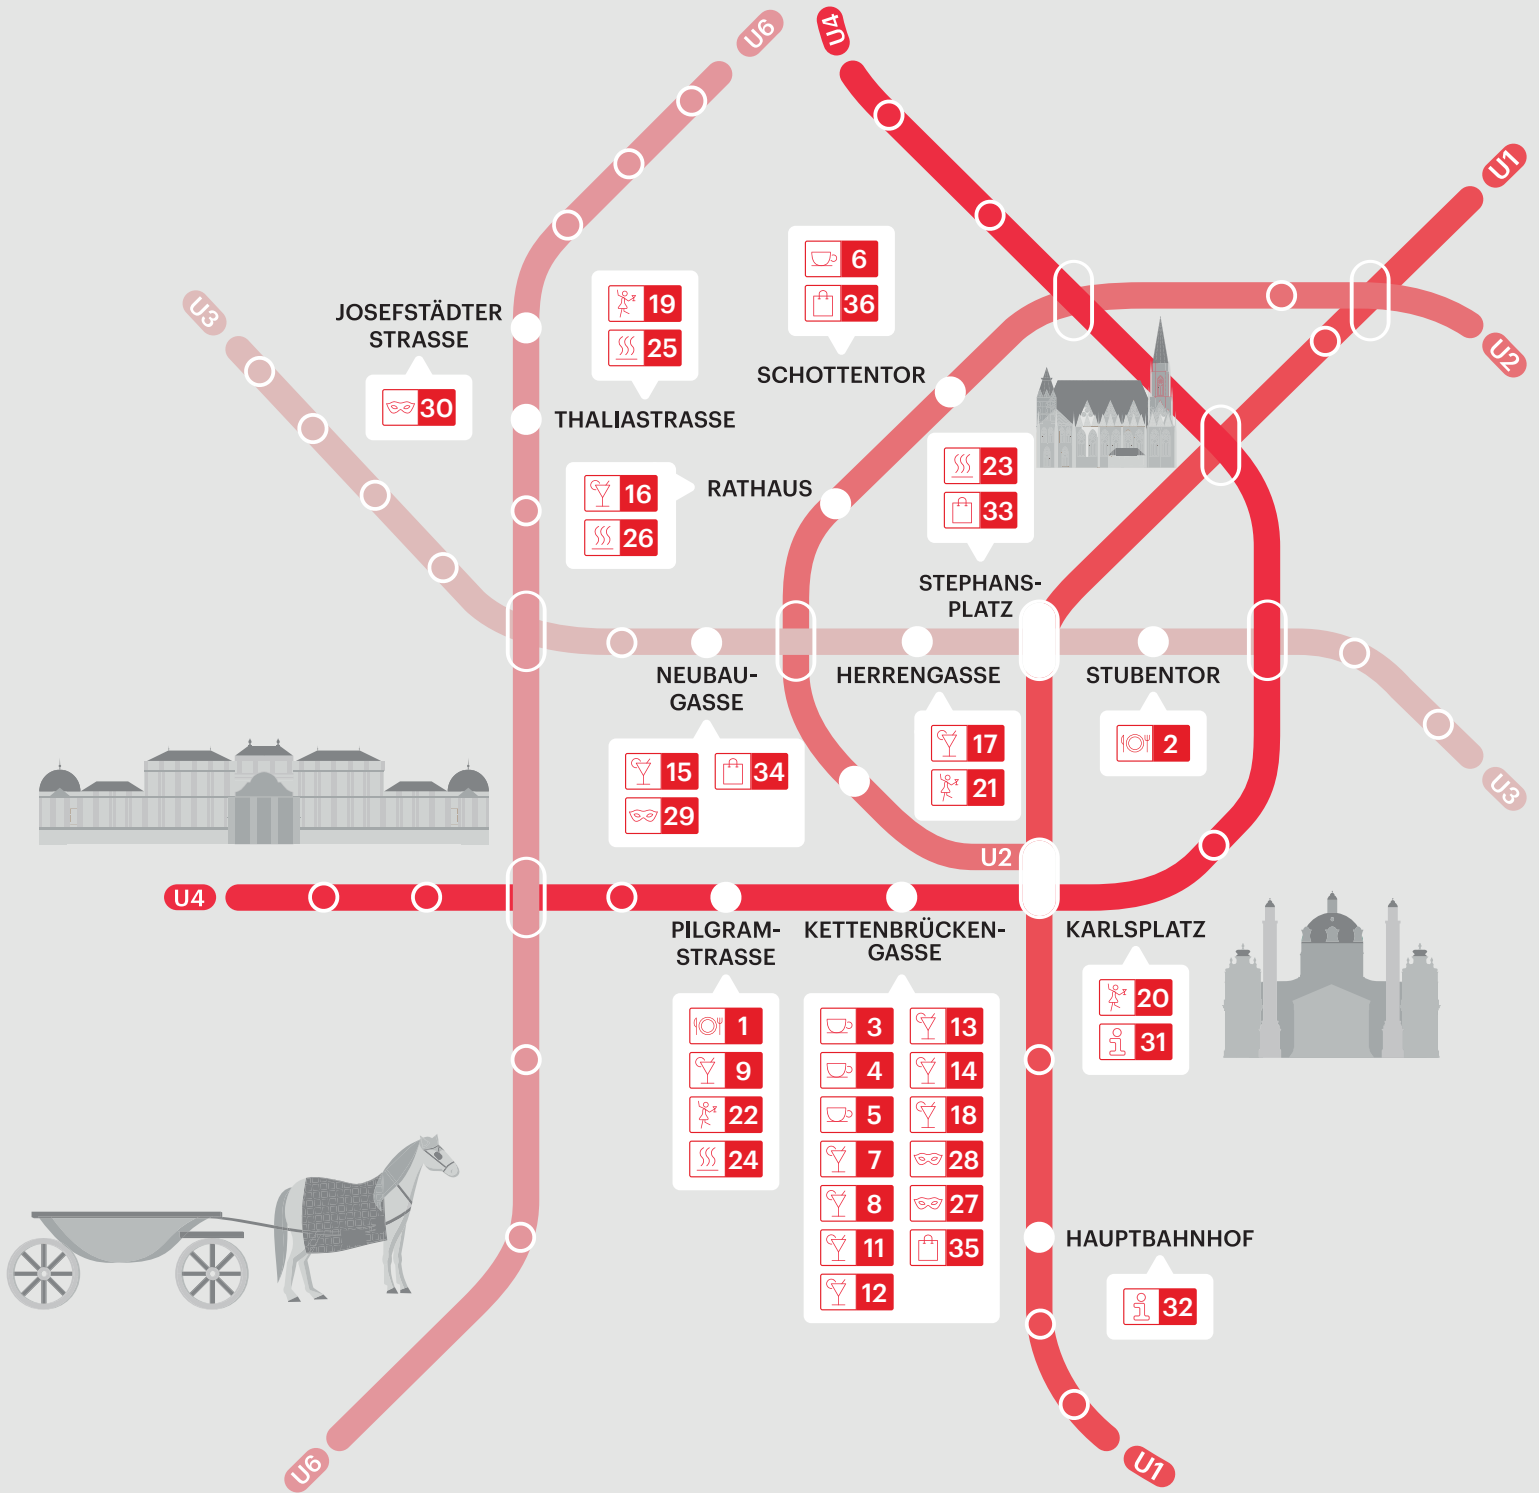 U6
U4
U1
U3
U2
JOSEFSTÄDTER
STRASSE
30
19
25
THALIASTRASSE
6
36
SCHOTTENTOR
16
26
RATHAUS
23
33
STEPHANS-
PLATZ
NEUBAU-
GASSE
15
34
29
HERRENGASSE
17
21
STUBENTOR
2
U3
U2
U4
PILGRAM-
STRASSE
1
9
22
24
KETTENBRÜCKEN-
GASSE
3
13
4
14
5
18
7
28
8
27
11
35
12
KARLSPLATZ
20
31
HAUPTBAHNHOF
32
U6
U1